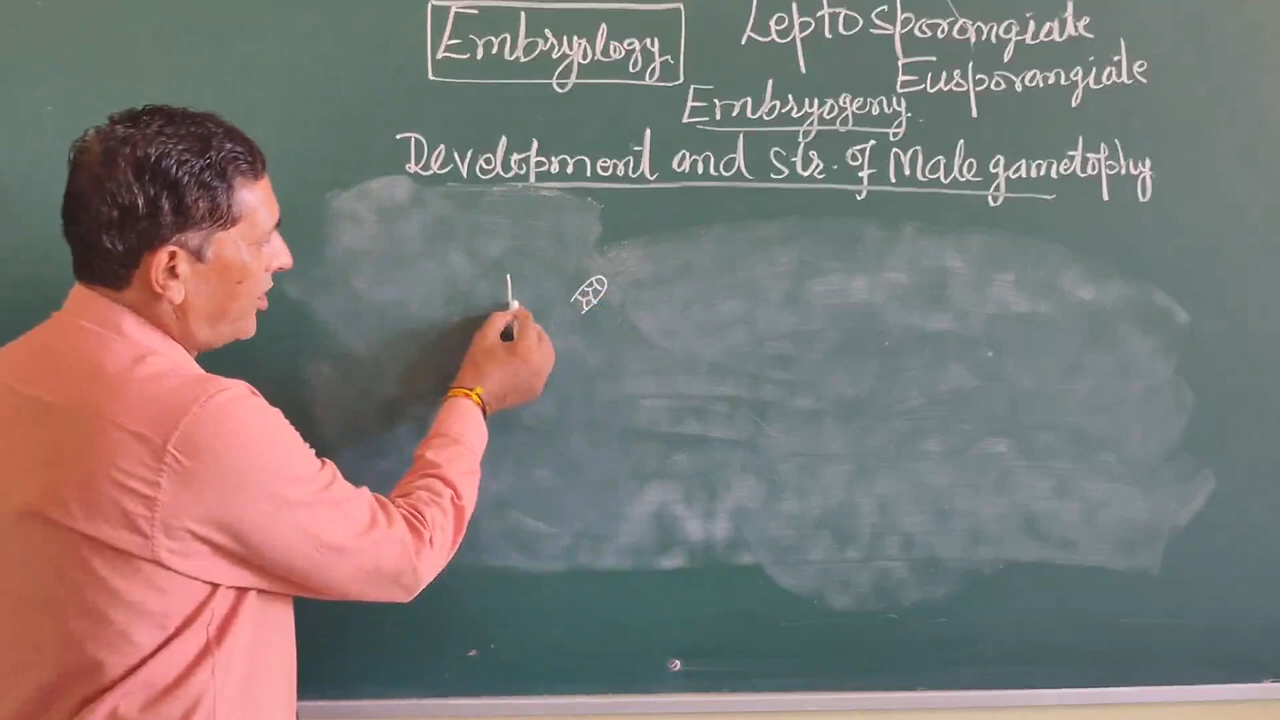 Embryology.
Leptosporangiate
Eusporangiate
Embryogeny.
Development and str. of Male gametophy